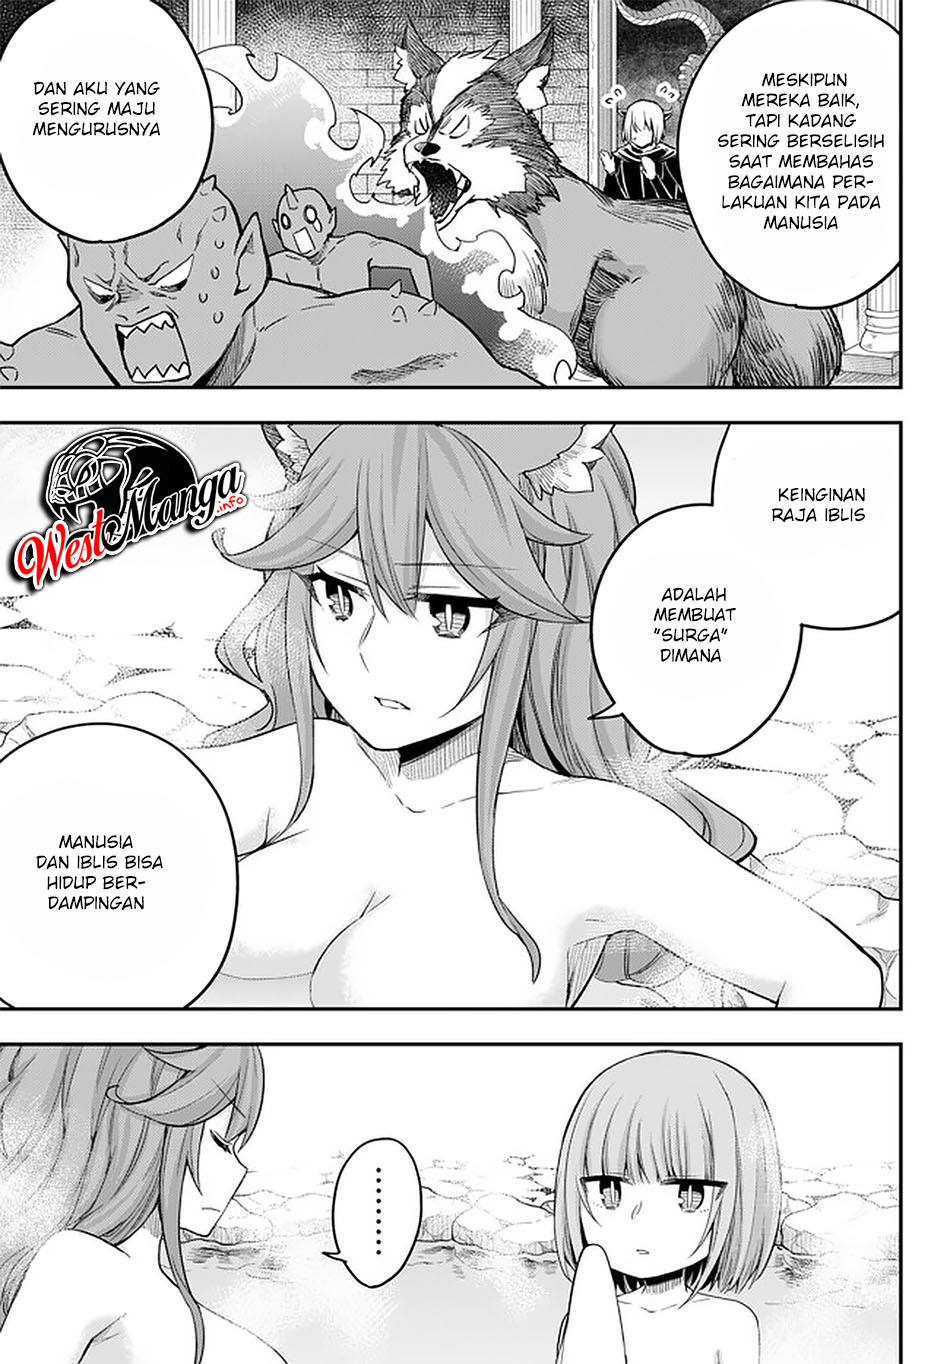 MESKIPUN
MEREKA BAIK,
TAPI KADANG
SERING BERSELISIH
SAAT MEMBAHAS
BAGAIMANA PER-
LAKUAN KITA PADA
MANUSIA
DAN AKU YANG
SERING MAJU
MENGURUSNYA
KEINGINAN
RAJA IBLIS
ADALAH
MEMBUAT
"SURGA"
DIMANA
WestManga
.info
MANUSIA
DAN IBLIS BISA
HIDUP BER-
DAMPINGAN
.........